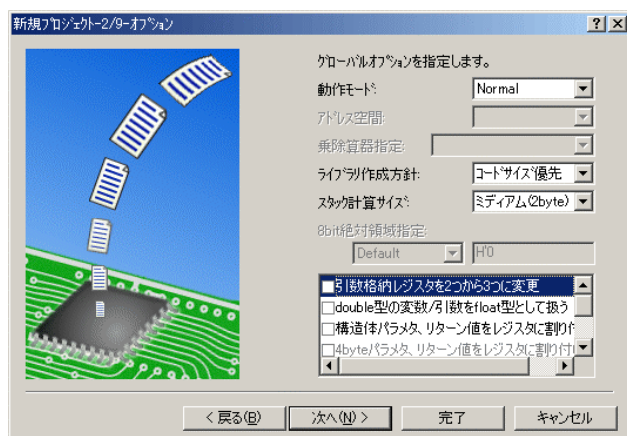 新規プロジェクト-2/9-オプション
グローバルオプションを指定します。
動作モード: Normal
アドレス空間:
乗除算器指定:
ライブラリ作成方針: コードサイズ優先
スタック計算サイズ: ミディアム(2byte)
8bit絶対領域指定:
Default H'0
引数格納レジスタを2つから3つに変更
double型の変数/引数をfloat型として扱う
構造体パラメタ、リターン値をレジスタに割り付
4byteパラメタ、リターン値をレジスタに割り付
< 戻る(B) 次へ(N) > 完了 キャンセル